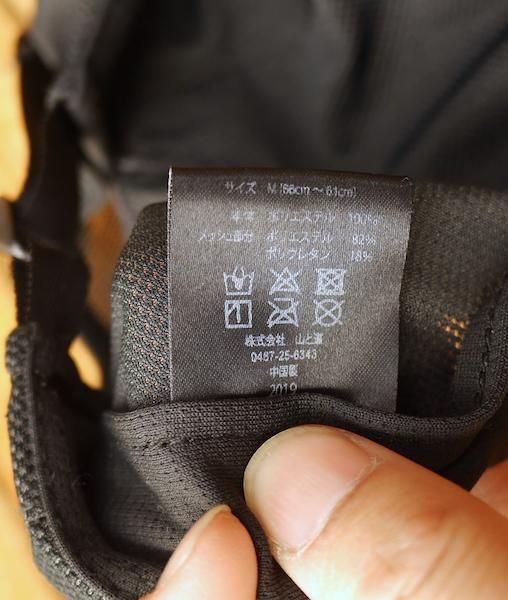 サイズ M (56cm～61cm)
本体 ポリエステル 100%
メッシュ部分 ポリエステル 82%
ポリウレタン 18%
株式会社 山と道
0467-25-6343
中国製
2019